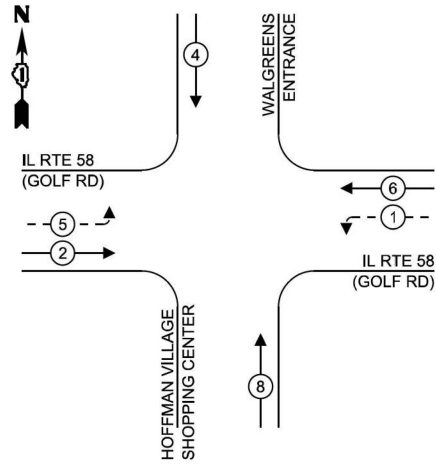 N
4
WALGREENS
ENTRANCE
IL RTE 58
(GOLF RD)
6
5
1
2
IL RTE 58
(GOLF RD)
HOFFMAN VILLAGE
SHOPPING CENTER
8